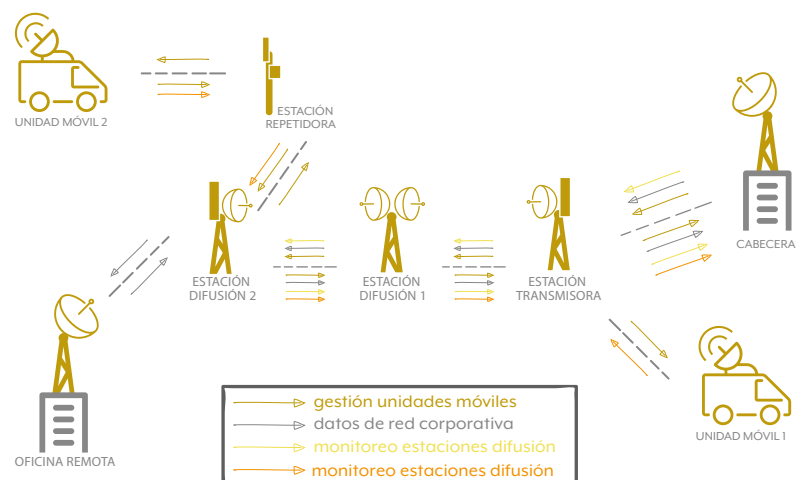 UNIDAD MÓVIL 2
ESTACIÓN
REPETIDORA
CABECERA
ESTACIÓN
DIFUSIÓN 2
ESTACIÓN
DIFUSIÓN 1
ESTACIÓN
TRANSMISORA
UNIDAD MÓVIL 1
OFICINA REMOTA
gestión unidades móviles
datos de red corporativa
monitoreo estaciones difusión
monitoreo estaciones difusión